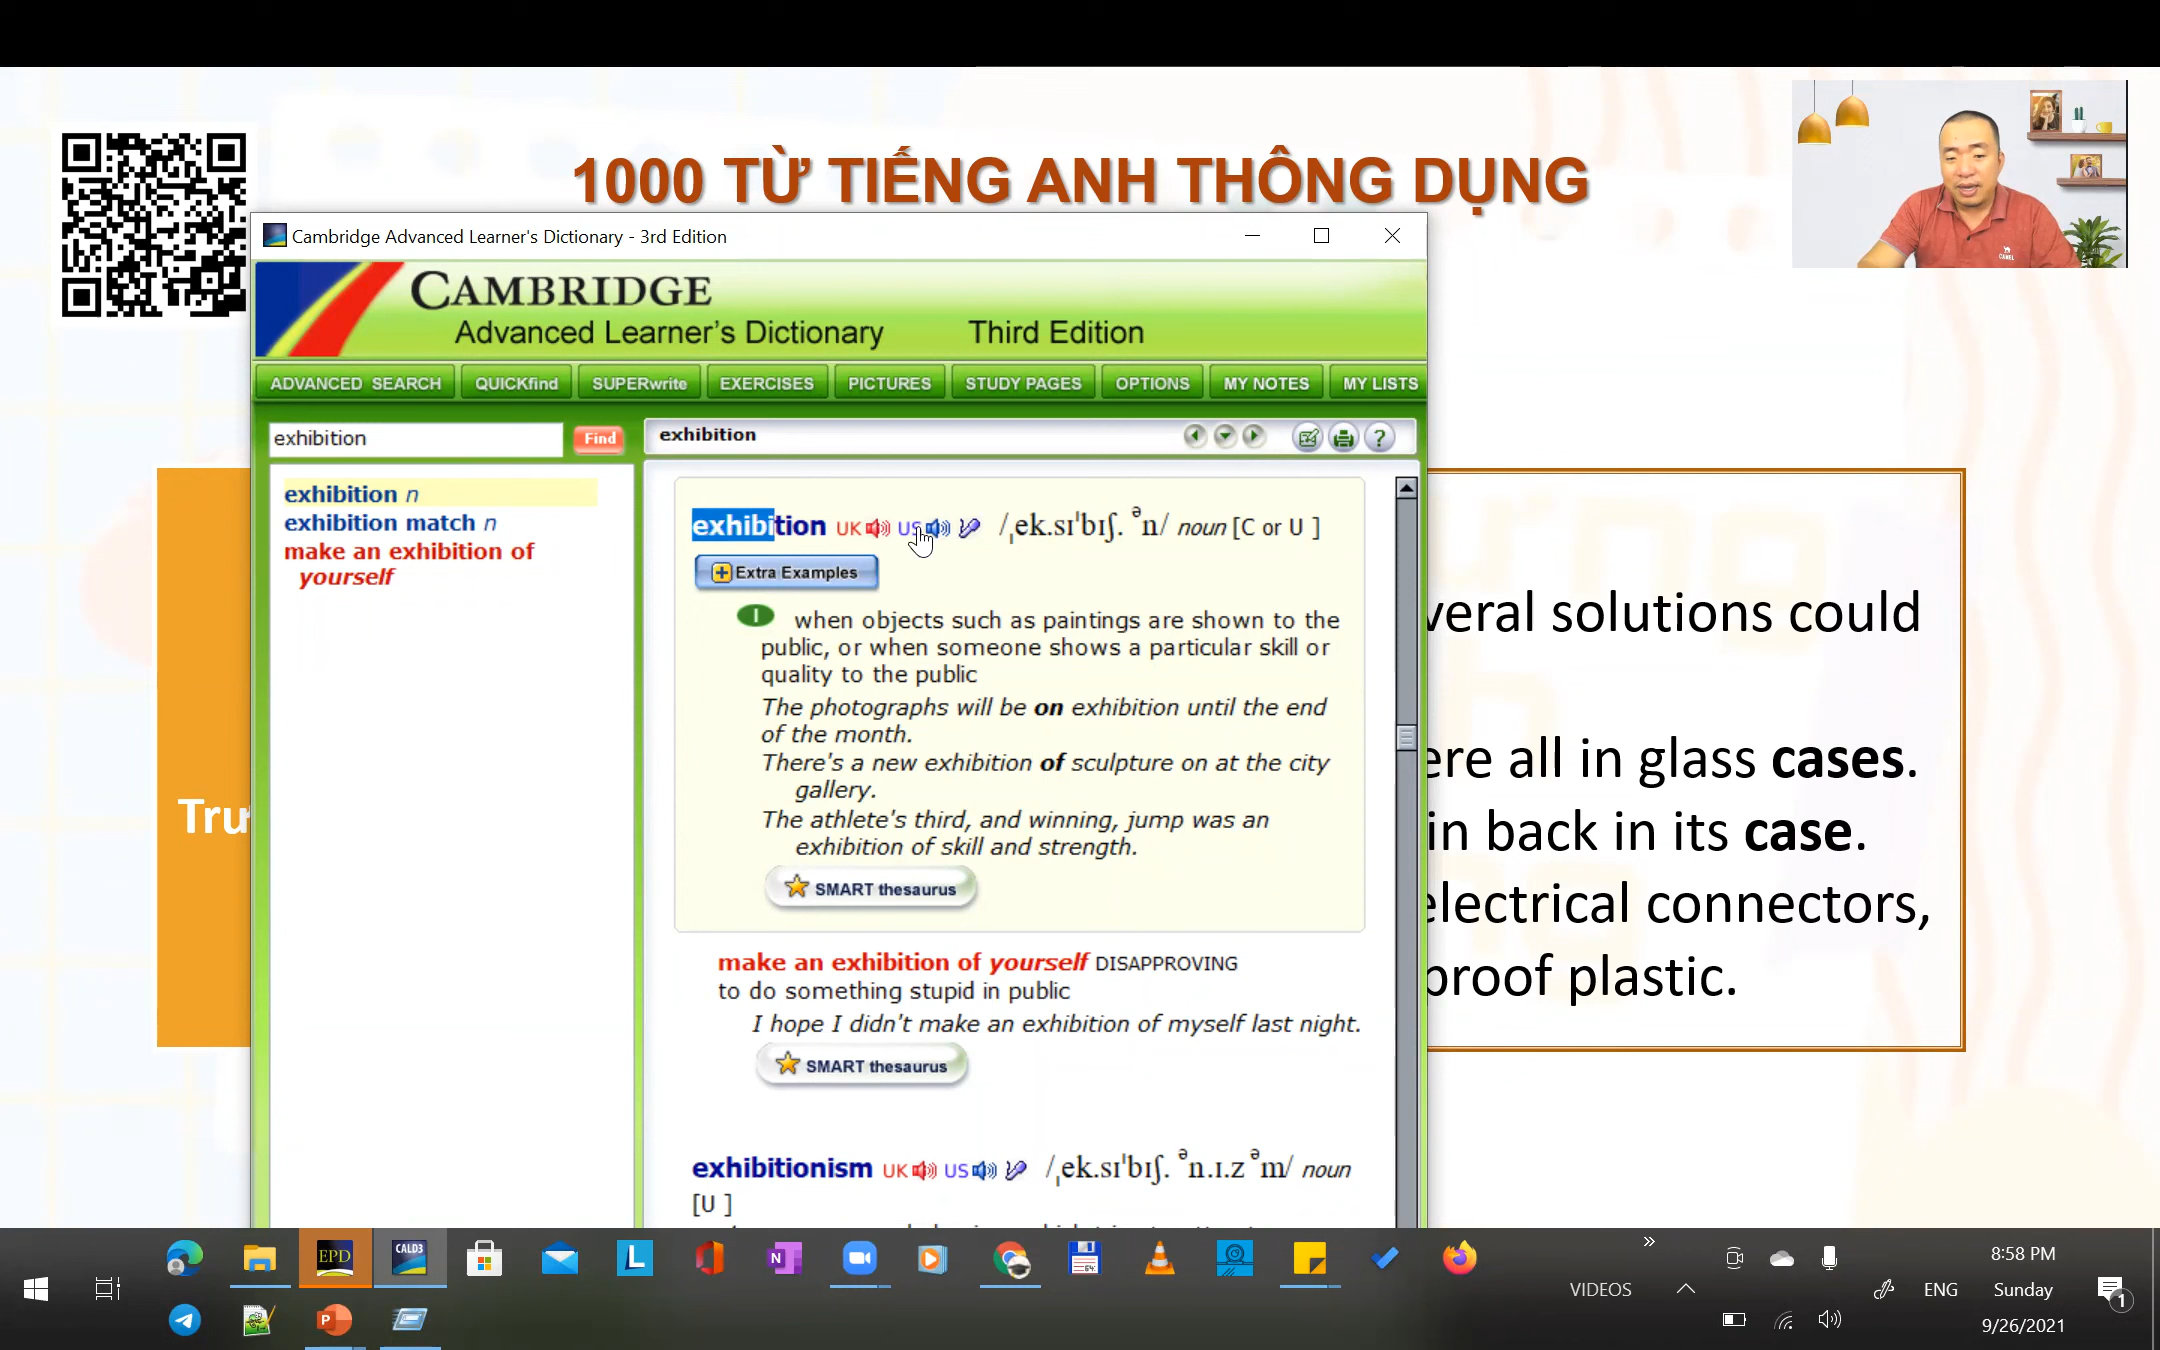 1000 TỪ TIẾNG ANH THÔNG DỤNG
CAMEL
Cambridge Advanced Learner's Dictionary - 3rd Edition
CAMBRIDGE
Advanced Learner's Dictionary Third Edition
ADVANCED SEARCH QUICKfind SUPERwrite EXERCISES PICTURES STUDY PAGES OPTIONS MY NOTES MY LISTS
exhibition Find
exhibition
exhibition n
exhibition match n
make an exhibition of
yourself
exhibition UK US /ˌek.sɪˈbɪʃ.ᵊn/ noun [C or U ]
Extra Examples
when objects such as paintings are shown to the
public, or when someone shows a particular skill or
quality to the public
The photographs will be on exhibition until the end
of the month.
There's a new exhibition of sculpture on at the city
gallery.
The athlete's third, and winning, jump was an
exhibition of skill and strength.
SMART thesaurus
make an exhibition of yourself DISAPPROVING
to do something stupid in public
I hope I didn't make an exhibition of myself last night.
SMART thesaurus
exhibitionism UK US /ˌek.sɪˈbɪʃ.ᵊn.ɪ.zᵊm/ noun
[U ]
Trư
veral solutions could
ere all in glass cases.
in back in its case.
electrical connectors,
proof plastic.
EPD
CALD3
VIDEOS
ENG
8:58 PM
Sunday
9/26/2021
1